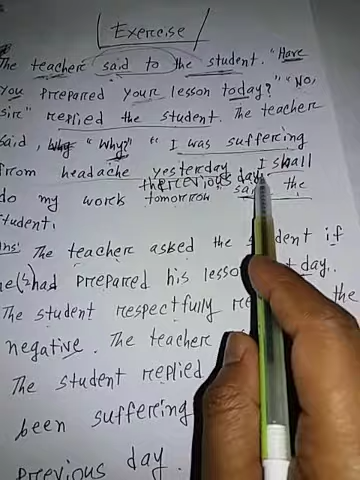 Exercise
The teacher said to the student. "Have
you prepared your lesson today?" "No,
sir" replied the student. The teacher
said, "Why?" "I was suffering
from headache yesterday I shall
the previous day
do my work tomorrow said the
student.
Ans: The teacher asked the student if
he had prepared his lesson that day.
The student respectfully the
negative. The teacher
The student replied
been suffering
previous day.